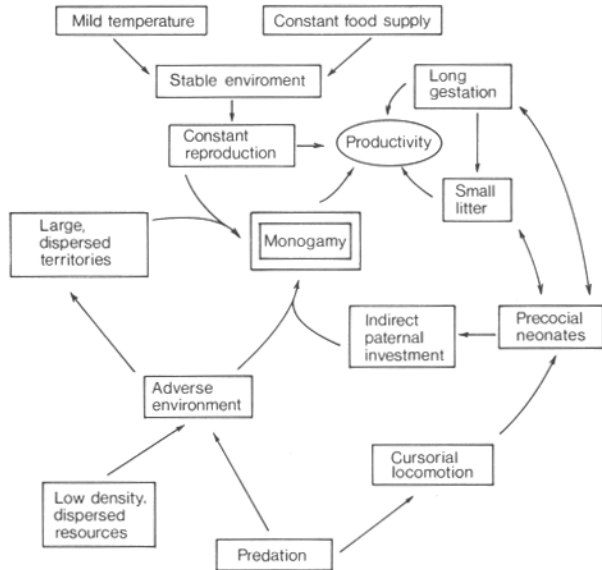 Mild temperature
Constant food supply
Stable enviroment
Long
gestation
Constant
reproduction
Productivity
Small
litter
Large,
dispersed
territories
Monogamy
Indirect
paternal
investment
Precocial
neonates
Adverse
environment
Cursorial
locomotion
Low density,
dispersed
resources
Predation